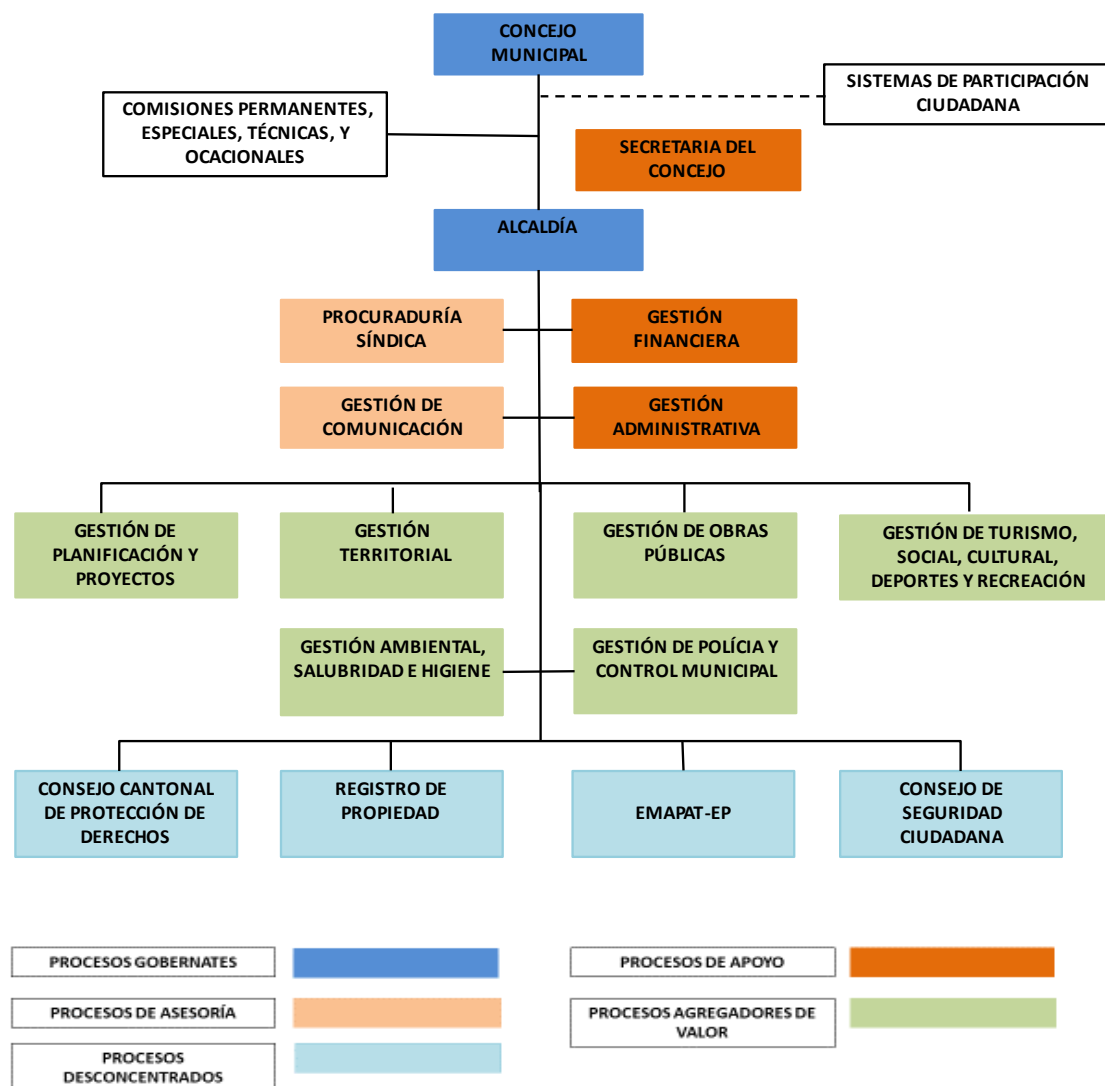 CONCEJO
MUNICIPAL
SISTEMAS DE PARTICIPACIÓN
CIUDADANA
COMISIONES PERMANENTES,
ESPECIALES, TÉCNICAS, Y
OCACIONALES
SECRETARIA DEL
CONCEJO
ALCALDÍA
PROCURADURÍA
SÍNDICA
GESTIÓN
FINANCIERA
GESTIÓN DE
COMUNICACIÓN
GESTIÓN
ADMINISTRATIVA
GESTIÓN DE
PLANIFICACIÓN Y
PROYECTOS
GESTIÓN
TERRITORIAL
GESTIÓN DE OBRAS
PÚBLICAS
GESTIÓN DE TURISMO,
SOCIAL, CULTURAL,
DEPORTES Y RECREACIÓN
GESTIÓN AMBIENTAL,
SALUBRIDAD E HIGIENE
GESTIÓN DE POLÍCIA Y
CONTROL MUNICIPAL
CONSEJO CANTONAL
DE PROTECCIÓN DE
DERECHOS
REGISTRO DE
PROPIEDAD
EMAPAT-EP
CONSEJO DE
SEGURIDAD
CIUDADANA
PROCESOS GOBERNATES
PROCESOS DE APOYO
PROCESOS DE ASESORÍA
PROCESOS AGREGADORES DE
VALOR
PROCESOS
DESCONCENTRADOS